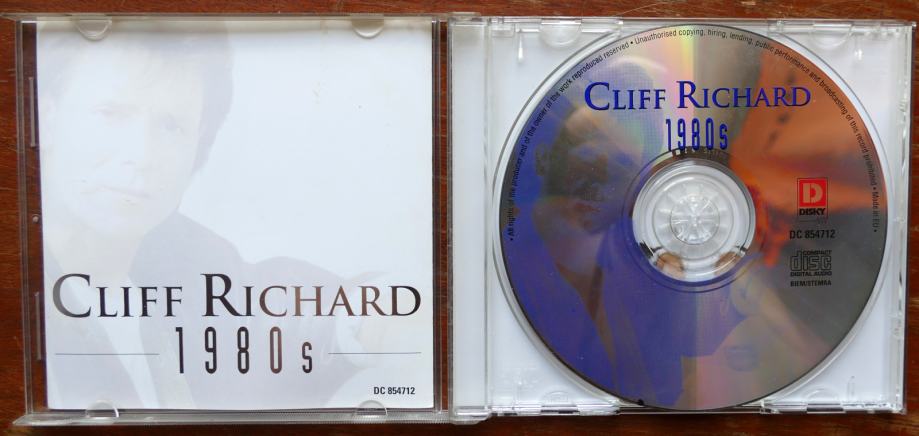 CLIFF RICHARD
1980s
DC 854712
CLIFF RICHARD
1980s
• All rights of the producer and of the owner of the work reproduced reserved • Unauthorised copying, hiring, lending, public performance and broadcasting of this record prohibited • Made in EU •
D
DISKY
DC 854712
COMPACT
disc
DIGITAL AUDIO
BIEM/STEMRA